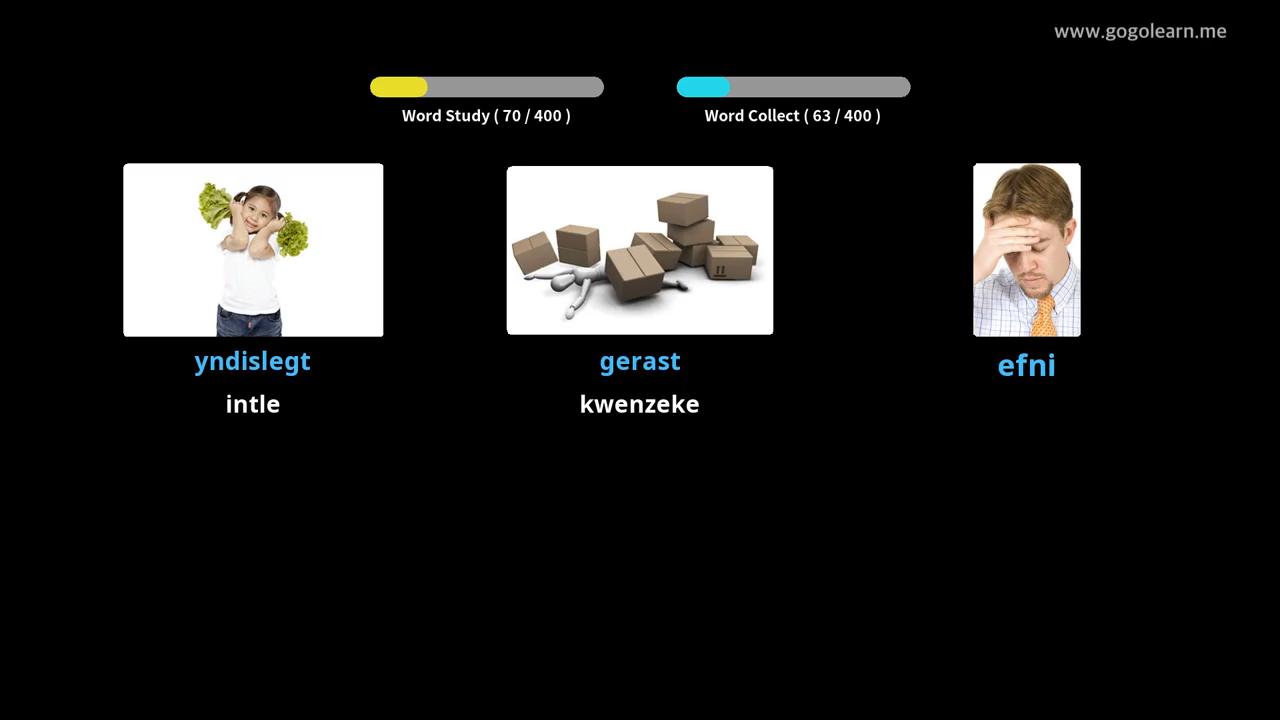 www.gogolearn.me
Word Study ( 70 / 400 )
Word Collect ( 63 / 400 )
yndislegt
gerast
efni
intle
kwenzeke